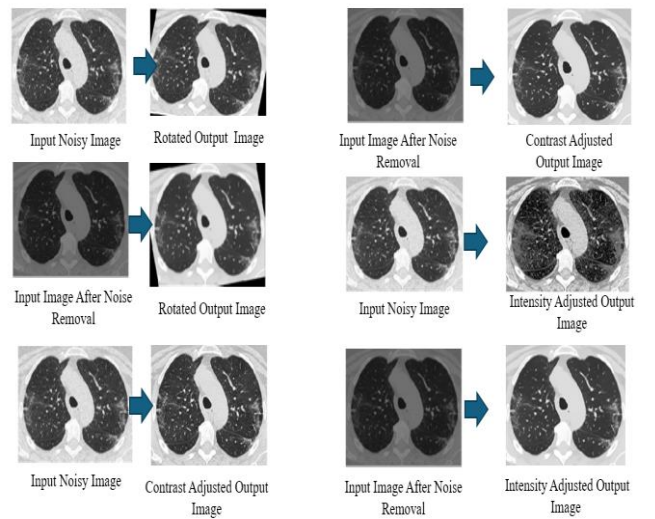 Input Noisy Image
Rotated Output Image
Input Image After Noise
Removal
Contrast Adjusted
Output Image
Input Image After Noise
Removal
Rotated Output Image
Input Noisy Image
Intensity Adjusted Output
Image
Input Noisy Image
Contrast Adjusted Output
Image
Input Image After Noise
Removal
Intensity Adjusted Output
Image